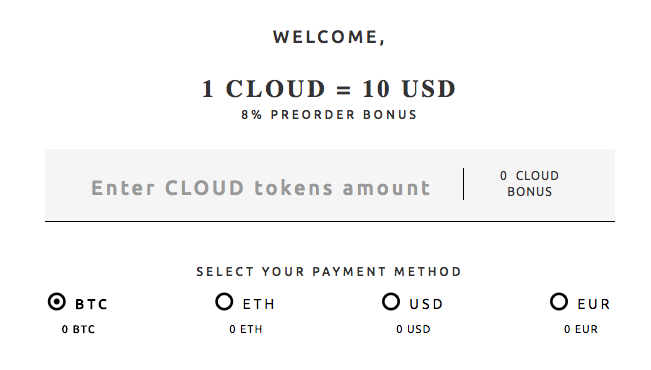 WELCOME,
1 CLOUD = 10 USD
8% PREORDER BONUS
Enter CLOUD tokens amount
0 CLOUD
BONUS
SELECT YOUR PAYMENT METHOD
BTC ETH USD EUR
0 BTC 0 ETH 0 USD 0 EUR